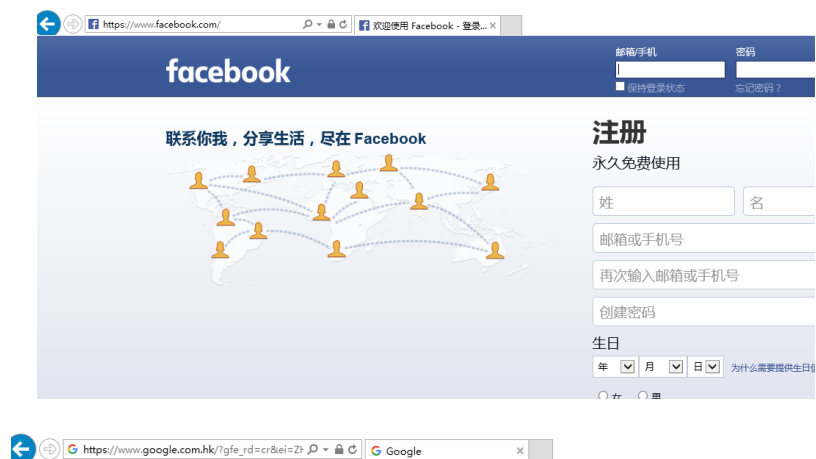 https://www.facebook.com/
欢迎使用 Facebook - 登录...
facebook
邮箱/手机
密码
保持登录状态
忘记密码？
联系你我，分享生活，尽在 Facebook
注册
永久免费使用
姓
名
邮箱或手机号
再次输入邮箱或手机号
创建密码
生日
年 月 日 为什么需要提供生日
女 男
https://www.google.com.hk/?gfe_rd=cr&ei=
Google